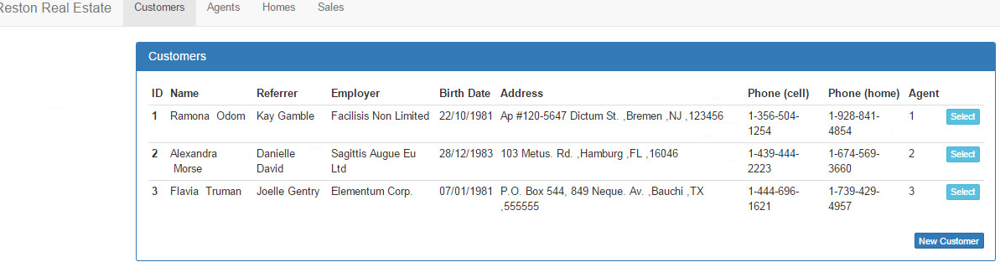 Reston Real Estate Customers Agents Homes Sales
Customers
ID Name Referrer Employer Birth Date Address Phone (cell) Phone (home) Agent
1 Ramona Odom Kay Gamble Facilisis Non Limited 22/10/1981 Ap #120-5647 Dictum St. ,Bremen ,NJ ,123456 1-356-504- 1-928-841- 1 Select
1254 4854
2 Alexandra Danielle Sagittis Augue Eu 28/12/1983 103 Metus. Rd. ,Hamburg ,FL ,16046 1-439-444- 1-674-569- 2 Select
Morse David Ltd 2223 3660
3 Flavia Truman Joelle Gentry Elementum Corp. 07/01/1981 P.O. Box 544, 849 Neque. Av. ,Bauchi ,TX 1-444-696- 1-739-429- 3 Select
,555555 1621 4957
New Customer